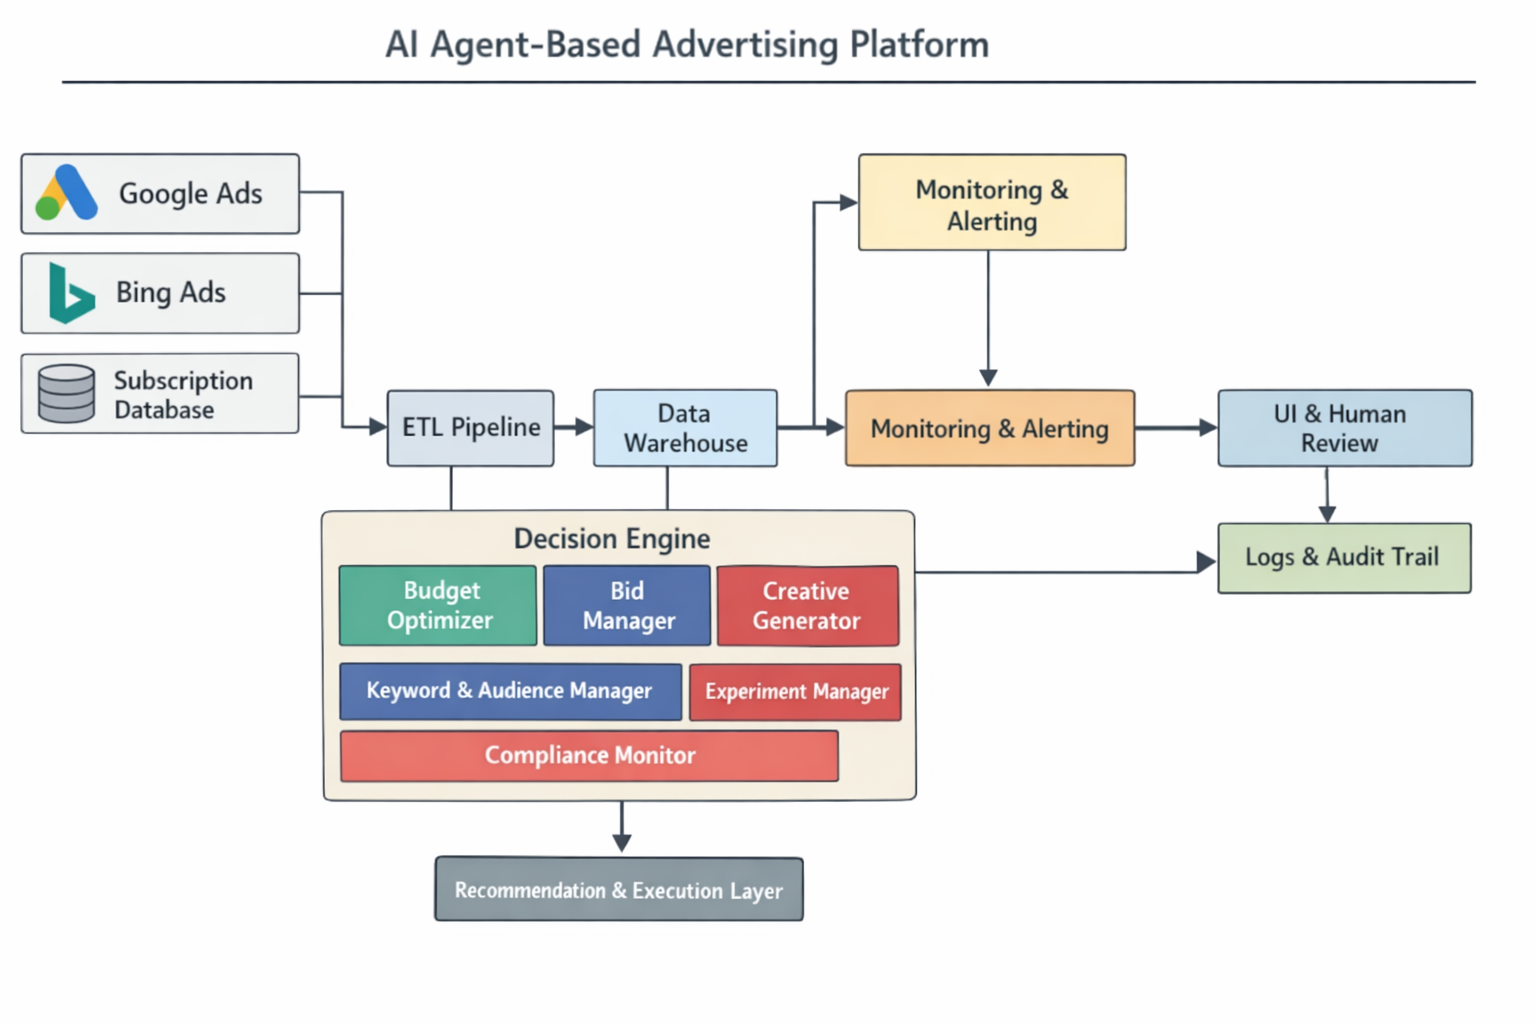 AI Agent-Based Advertising Platform
Google Ads
Bing Ads
Subscription
Database
ETL Pipeline
Data
Warehouse
Monitoring &
Alerting
Monitoring & Alerting
UI & Human
Review
Logs & Audit Trail
Decision Engine
Budget
Optimizer
Bid
Manager
Creative
Generator
Keyword & Audience Manager
Experiment Manager
Compliance Monitor
Recommendation & Execution Layer